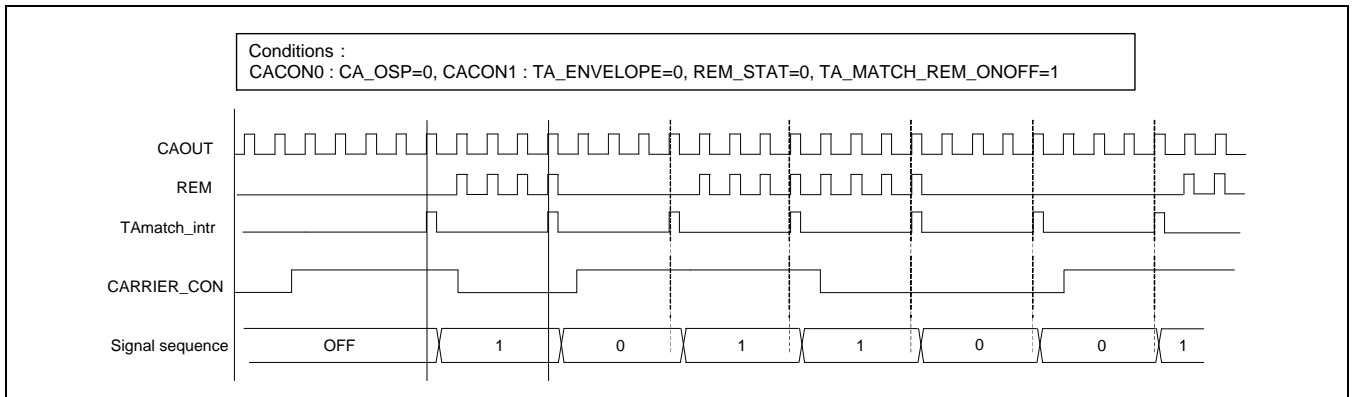 Conditions :
CACON0 : CA_OSP=0, CACON1 : TA_ENVELOPE=0, REM_STAT=0, TA_MATCH_REM_ONOFF=1
CAOUT
REM
TAmatch_intr
CARRIER_CON
Signal sequence OFF 1 0 1 1 0 0 1